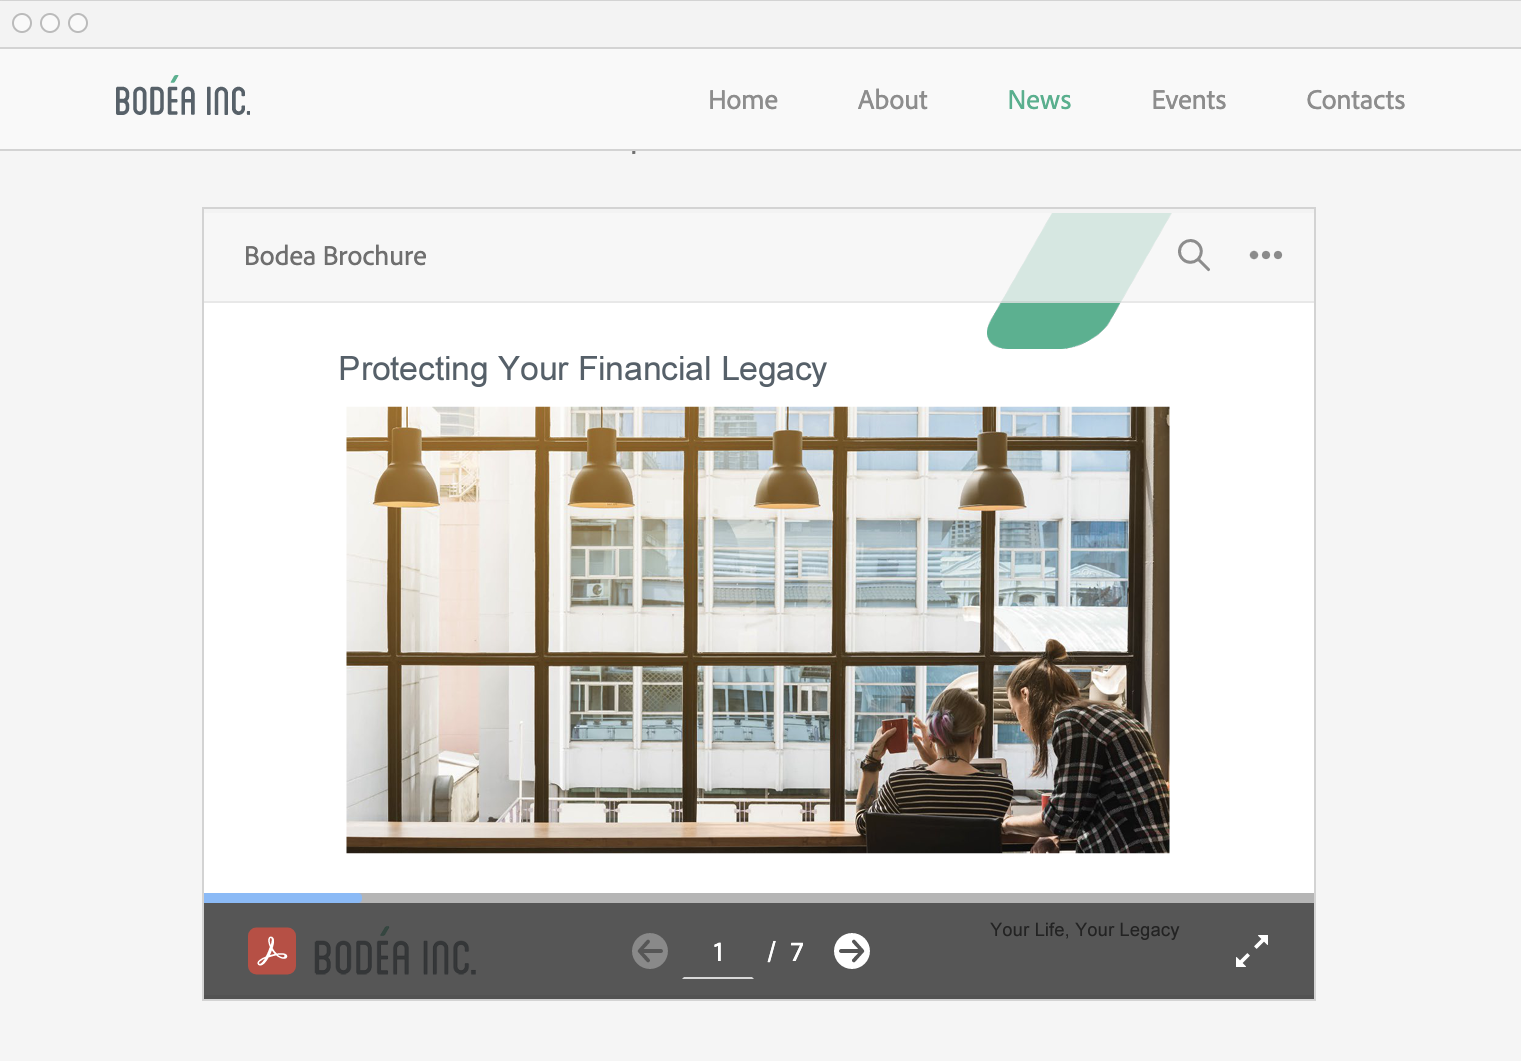 BODÉA INC.
Home
About
News
Events
Contacts
Bodea Brochure
Protecting Your Financial Legacy
BODÉA INC.
1 / 7
Your Life, Your Legacy